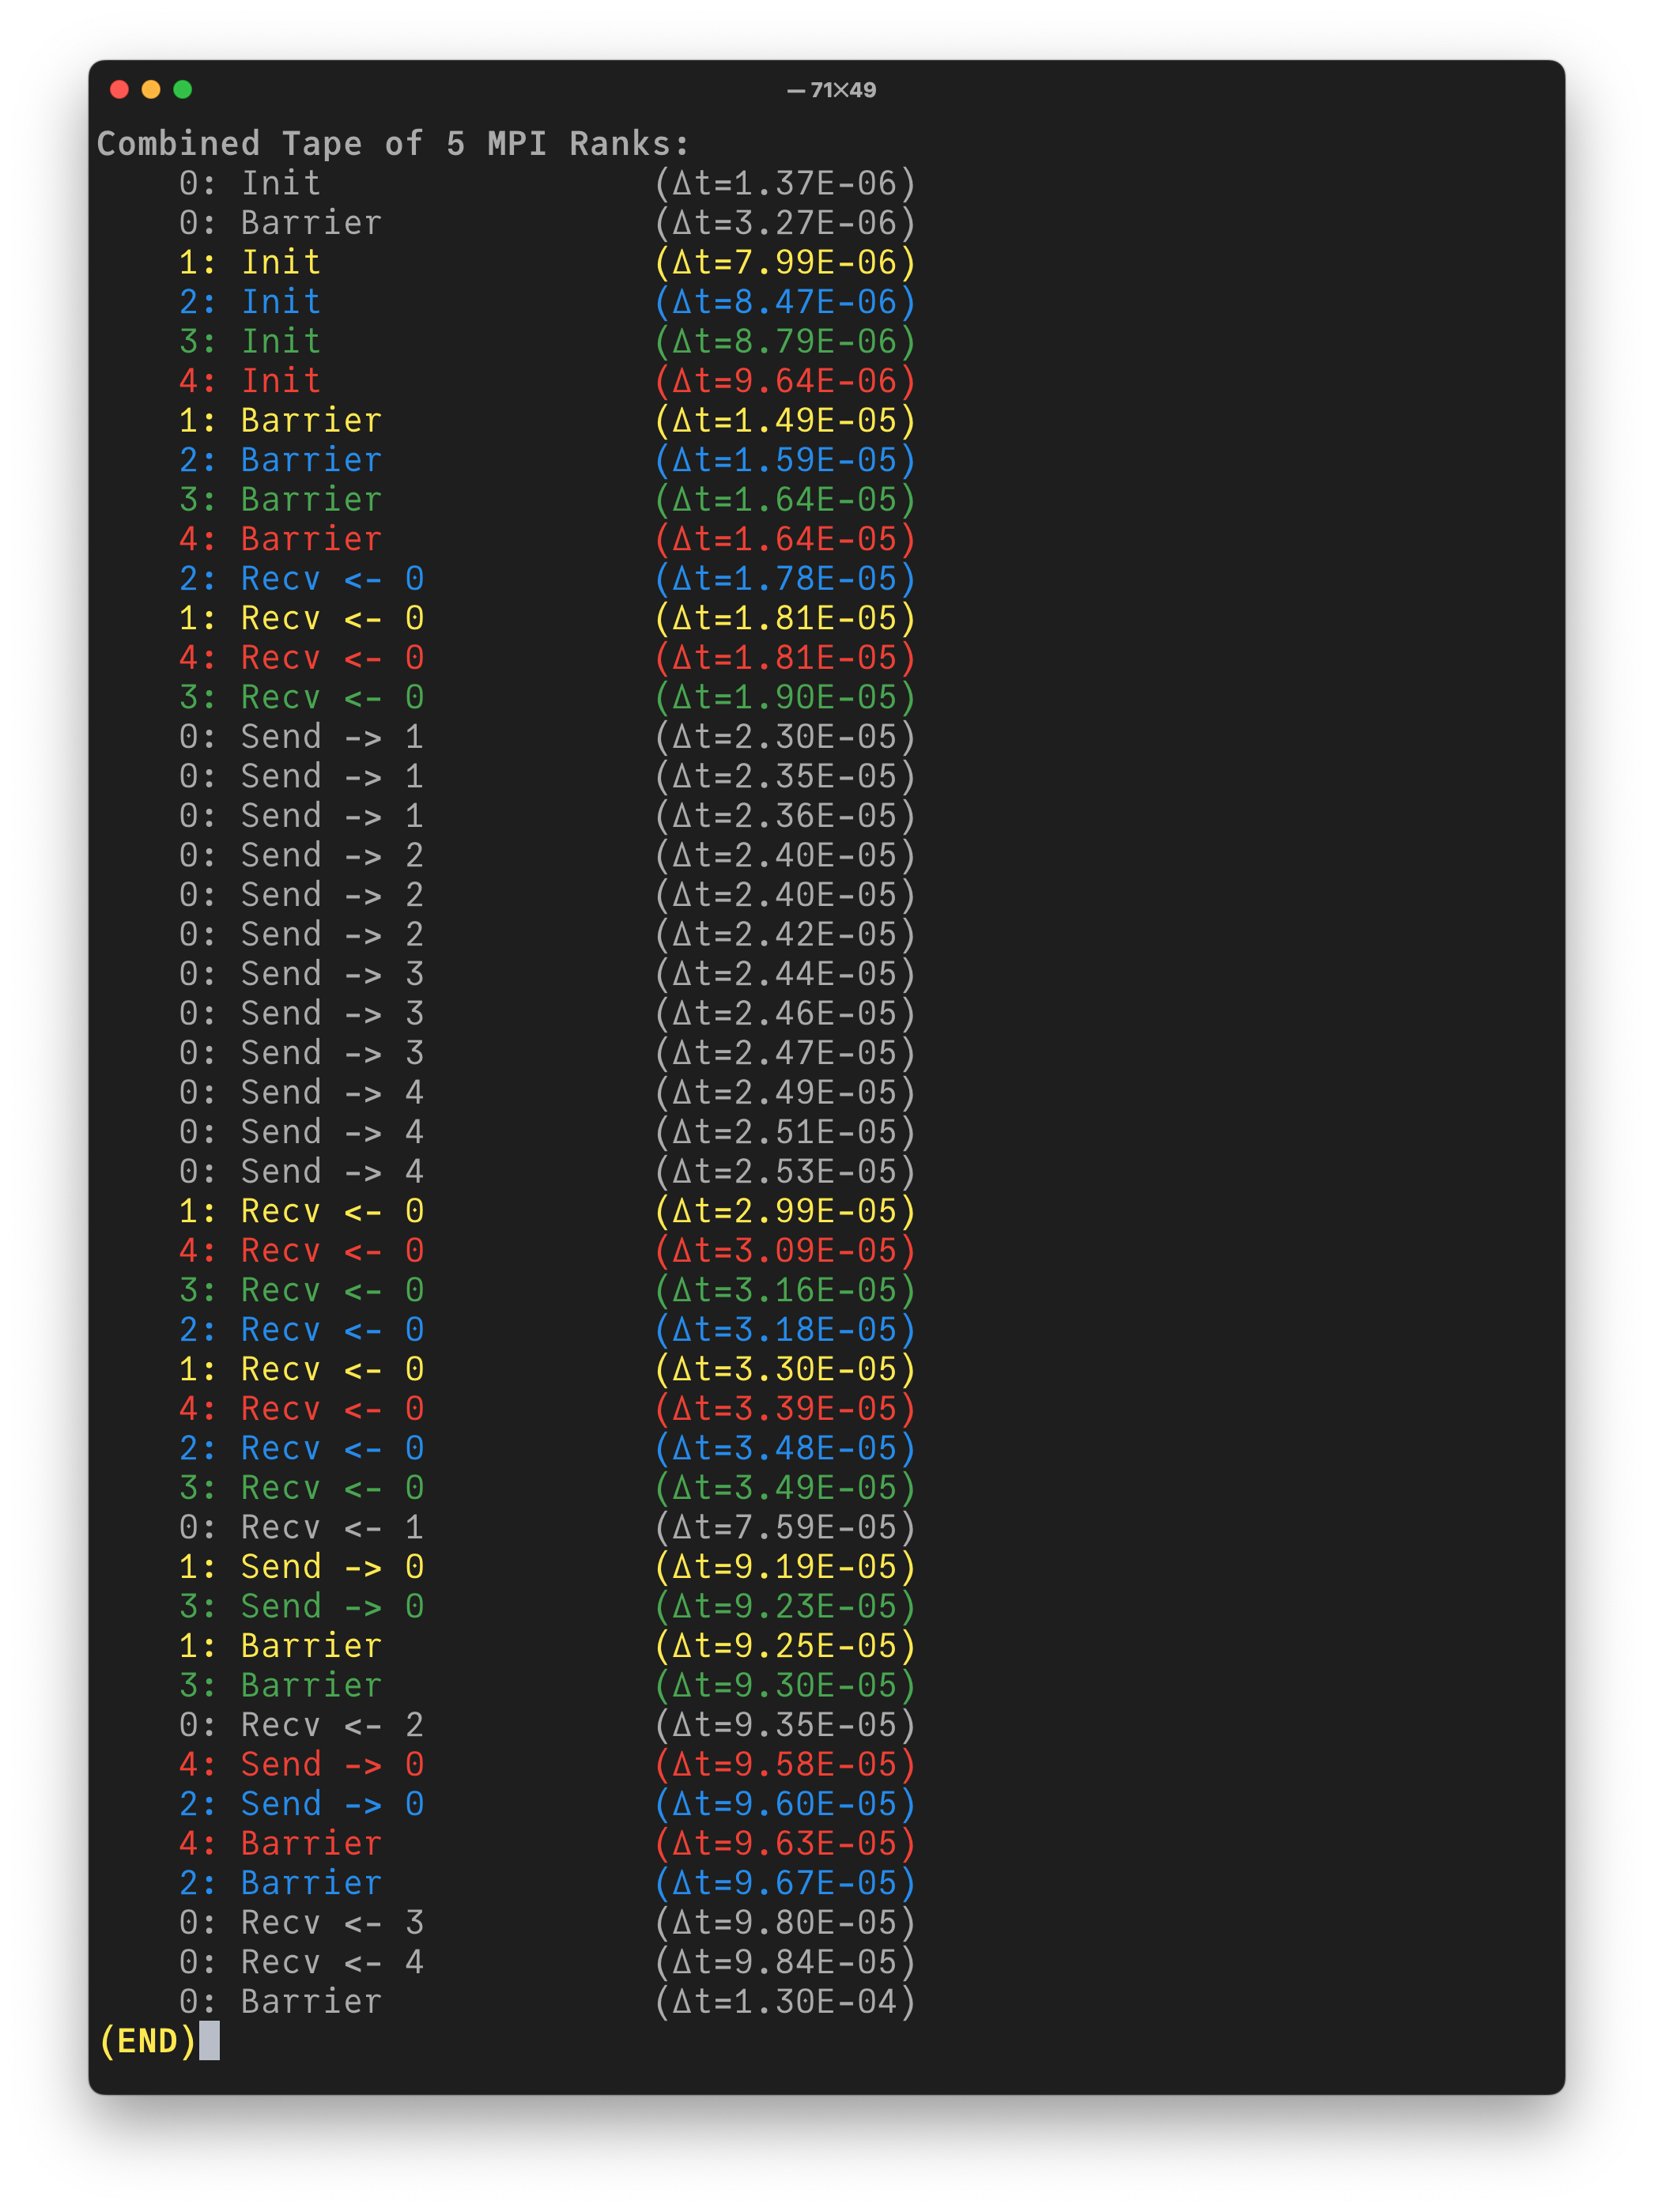 — 71×49
Combined Tape of 5 MPI Ranks:
0: Init (Δt=1.37E-06)
0: Barrier (Δt=3.27E-06)
1: Init (Δt=7.99E-06)
2: Init (Δt=8.47E-06)
3: Init (Δt=8.79E-06)
4: Init (Δt=9.64E-06)
1: Barrier (Δt=1.49E-05)
2: Barrier (Δt=1.59E-05)
3: Barrier (Δt=1.64E-05)
4: Barrier (Δt=1.64E-05)
2: Recv <- 0 (Δt=1.78E-05)
1: Recv <- 0 (Δt=1.81E-05)
4: Recv <- 0 (Δt=1.81E-05)
3: Recv <- 0 (Δt=1.90E-05)
0: Send -> 1 (Δt=2.30E-05)
0: Send -> 1 (Δt=2.35E-05)
0: Send -> 1 (Δt=2.36E-05)
0: Send -> 2 (Δt=2.40E-05)
0: Send -> 2 (Δt=2.40E-05)
0: Send -> 2 (Δt=2.42E-05)
0: Send -> 3 (Δt=2.44E-05)
0: Send -> 3 (Δt=2.46E-05)
0: Send -> 3 (Δt=2.47E-05)
0: Send -> 4 (Δt=2.49E-05)
0: Send -> 4 (Δt=2.51E-05)
0: Send -> 4 (Δt=2.53E-05)
1: Recv <- 0 (Δt=2.99E-05)
4: Recv <- 0 (Δt=3.09E-05)
3: Recv <- 0 (Δt=3.16E-05)
2: Recv <- 0 (Δt=3.18E-05)
1: Recv <- 0 (Δt=3.30E-05)
4: Recv <- 0 (Δt=3.39E-05)
2: Recv <- 0 (Δt=3.48E-05)
3: Recv <- 0 (Δt=3.49E-05)
0: Recv <- 1 (Δt=7.59E-05)
1: Send -> 0 (Δt=9.19E-05)
3: Send -> 0 (Δt=9.23E-05)
1: Barrier (Δt=9.25E-05)
3: Barrier (Δt=9.30E-05)
0: Recv <- 2 (Δt=9.35E-05)
4: Send -> 0 (Δt=9.58E-05)
2: Send -> 0 (Δt=9.60E-05)
4: Barrier (Δt=9.63E-05)
2: Barrier (Δt=9.67E-05)
0: Recv <- 3 (Δt=9.80E-05)
0: Recv <- 4 (Δt=9.84E-05)
0: Barrier (Δt=1.30E-04)
(END)